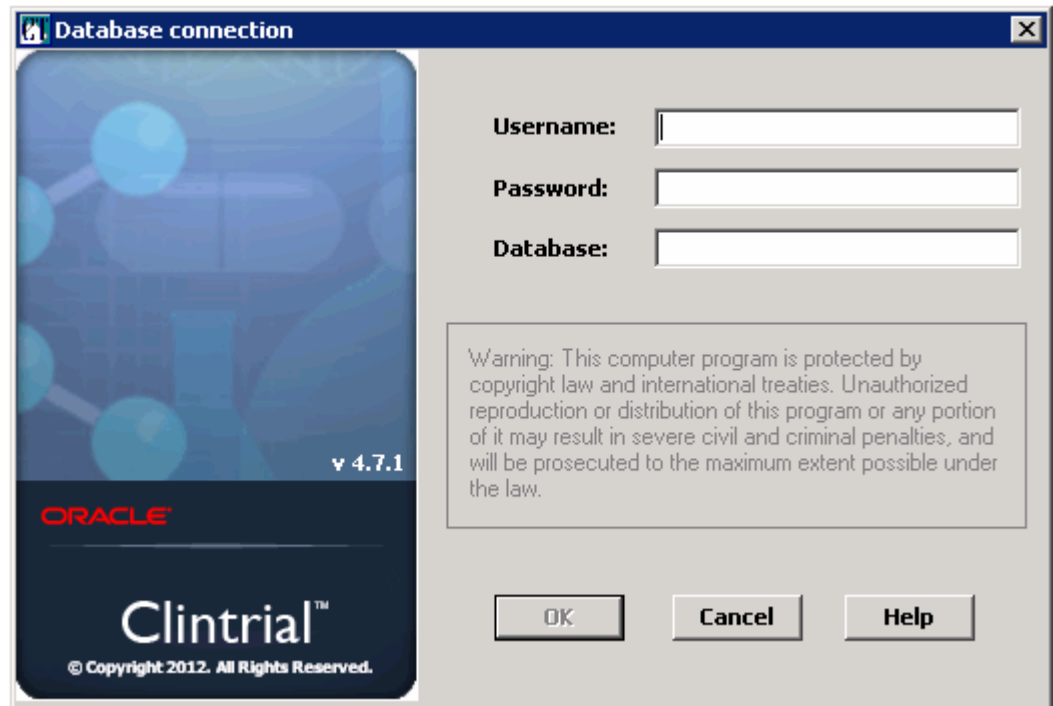 Database connection
Username:
Password:
Database:
Warning: This computer program is protected by
copyright law and international treaties. Unauthorized
reproduction or distribution of this program or any portion
of it may result in severe civil and criminal penalties, and
will be prosecuted to the maximum extent possible under
the law.
v 4.7.1
ORACLE®
Clintrial™
© Copyright 2012. All Rights Reserved.
OK
Cancel
Help